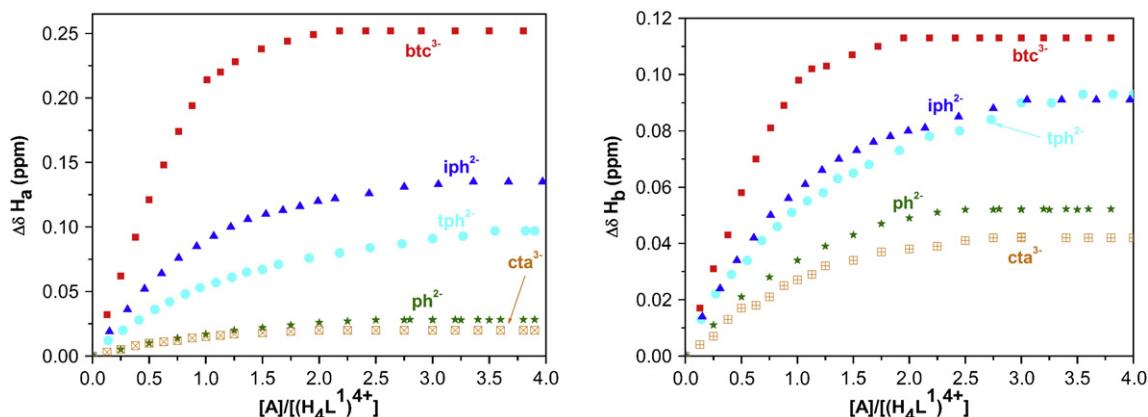 Δδ H_a (ppm)
0.25
0.20
0.15
0.10
0.05
0.00
btc³⁻
iph²⁻
tph²⁻
cta³⁻
ph²⁻
0.0 0.5 1.0 1.5 2.0 2.5 3.0 3.5 4.0
[A]/[(H₄L¹)⁴⁺]
Δδ H_b (ppm)
0.12
0.10
0.08
0.06
0.04
0.02
0.00
btc³⁻
iph²⁻
tph²⁻
ph²⁻
cta³⁻
0.0 0.5 1.0 1.5 2.0 2.5 3.0 3.5 4.0
[A]/[(H₄L¹)⁴⁺]